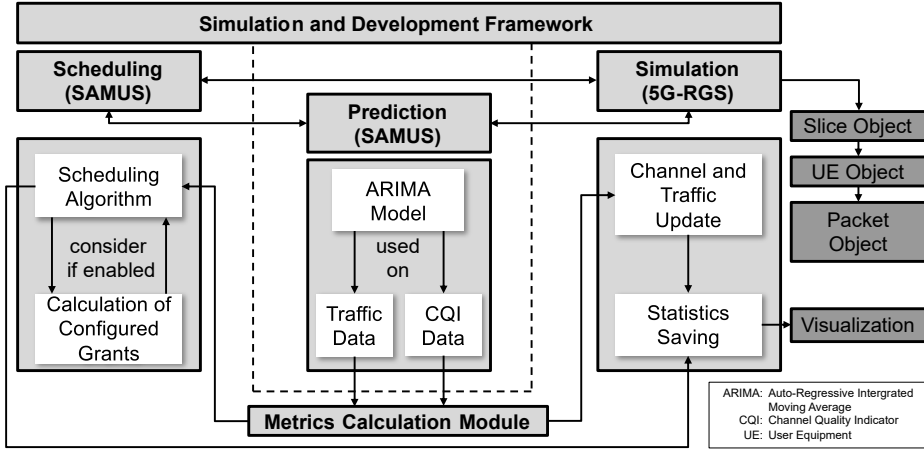 Simulation and Development Framework
Scheduling
(SAMUS)
Prediction
(SAMUS)
Simulation
(5G-RGS)
Slice Object
UE Object
Packet
Object
Scheduling
Algorithm
consider
if enabled
Calculation of
Configured
Grants
ARIMA
Model
used
on
Traffic
Data
CQI
Data
Channel and
Traffic
Update
Statistics
Saving
Visualization
Metrics Calculation Module
ARIMA: Auto-Regressive Intergrated
Moving Average
CQI: Channel Quality Indicator
UE: User Equipment